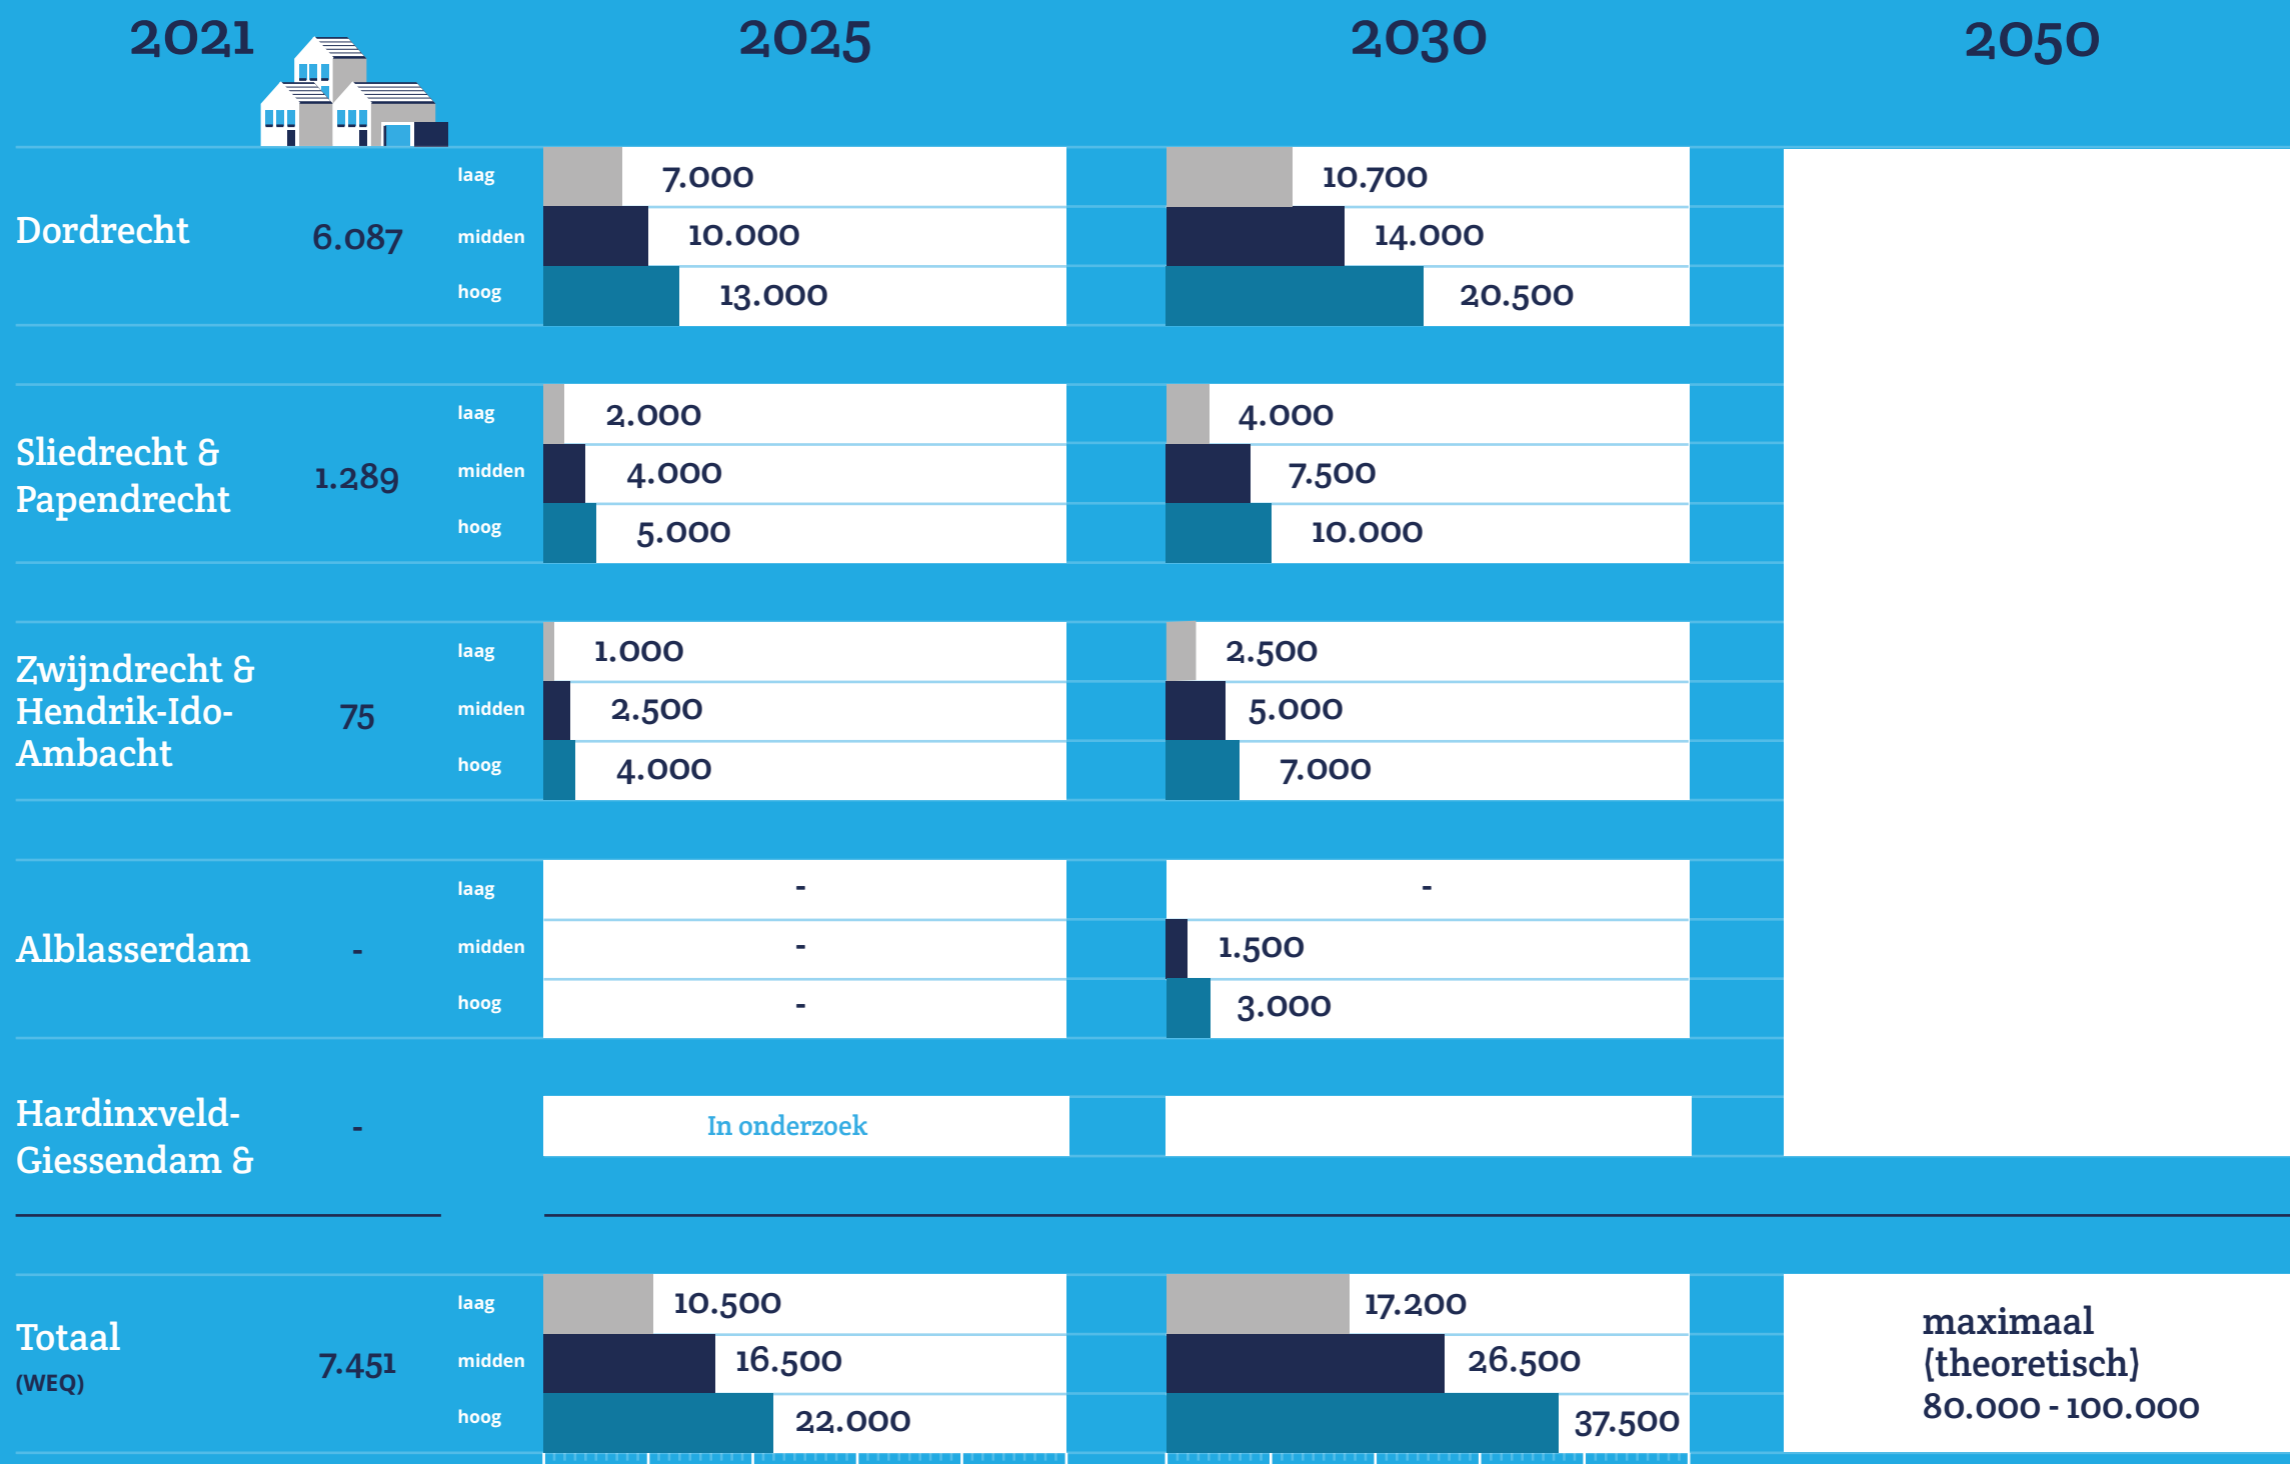 2021 2025 2030 2050
laag 7.000 10.700
Dordrecht 6.087 midden 10.000 14.000
hoog 13.000 20.500
laag 2.000 4.000
Sliedrecht &
Papendrecht 1.289 midden 4.000 7.500
hoog 5.000 10.000
laag 1.000 2.500
Zwijndrecht &
Hendrik-Ido-
Ambacht 75 midden 2.500 5.000
hoog 4.000 7.000
laag - -
Alblasserdam - midden - 1.500
hoog - 3.000
Hardinxveld-
Giessendam & - In onderzoek
laag 10.500 17.200
Totaal
(WEQ) 7.451 midden 16.500 26.500
hoog 22.000 37.500
maximaal
(theoretisch)
80.000 - 100.000